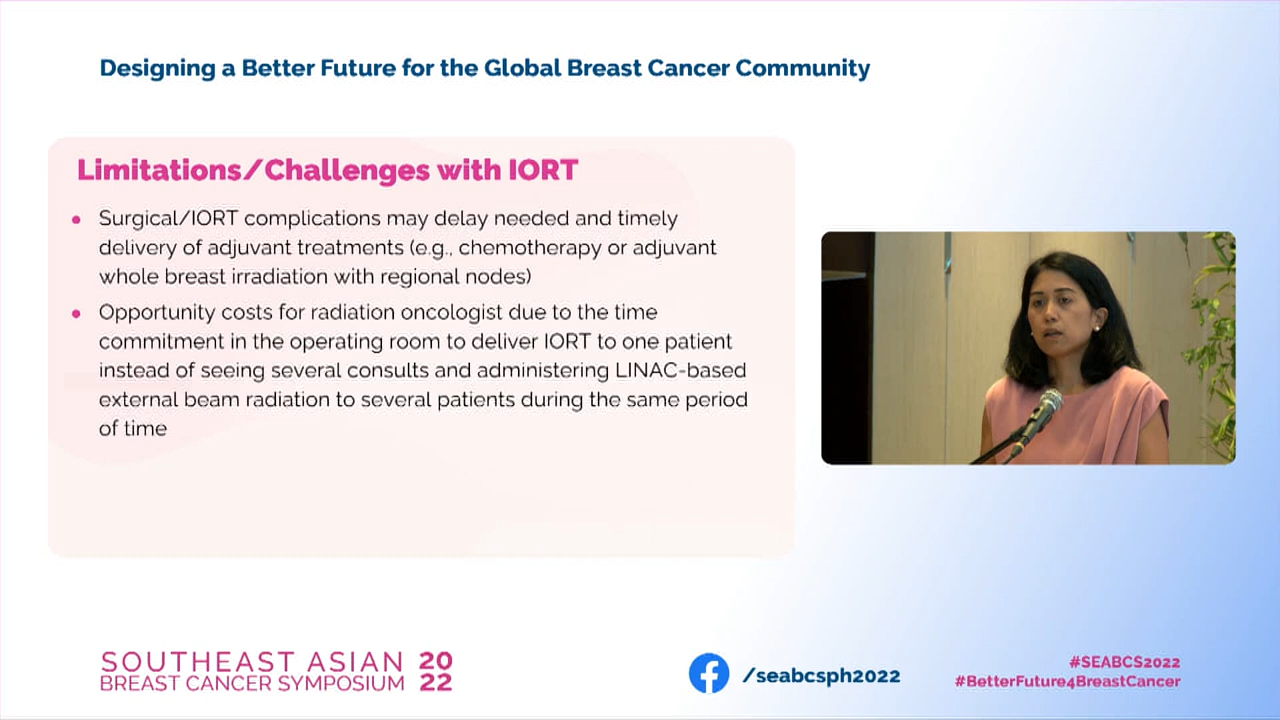 Designing a Better Future for the Global Breast Cancer Community
Limitations/Challenges with IORT
• Surgical/IORT complications may delay needed and timely
delivery of adjuvant treatments (e.g., chemotherapy or adjuvant
whole breast irradiation with regional nodes)
• Opportunity costs for radiation oncologist due to the time
commitment in the operating room to deliver IORT to one patient
instead of seeing several consults and administering LINAC-based
external beam radiation to several patients during the same period
of time
SOUTHEAST ASIAN 20
BREAST CANCER SYMPOSIUM 22
/seabcsph2022
#SEABCS2022
#BetterFuture4BreastCancer